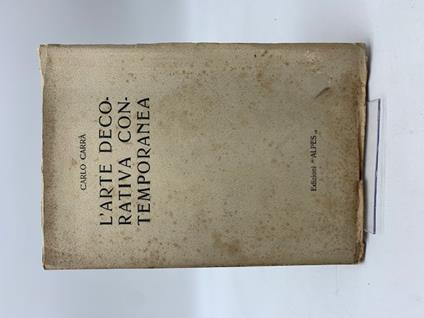 CARLO CARRÀ
L'ARTE DECO-
RATIVA CON-
TEMPORANEA
Edizioni "ALPES„